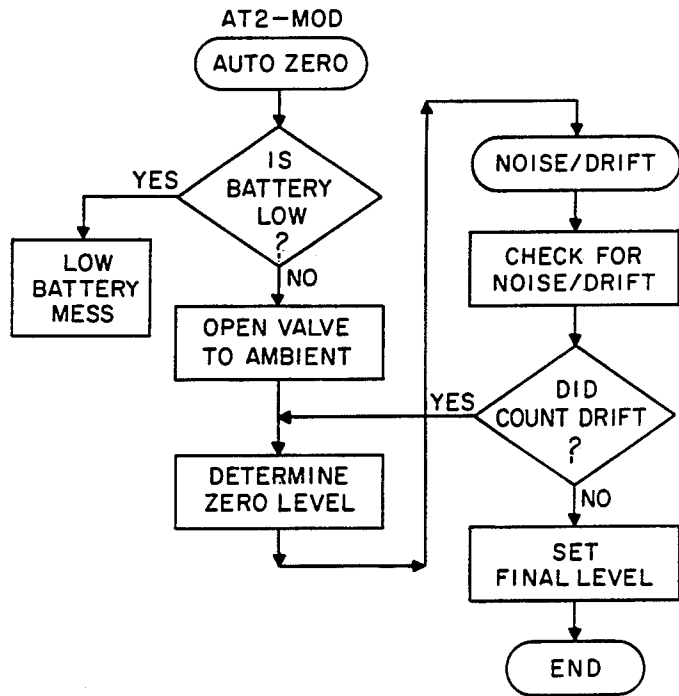 AT2-MOD
AUTO ZERO
IS
BATTERY
LOW
?
YES
LOW
BATTERY
MESS
NO
OPEN VALVE
TO AMBIENT
DETERMINE
ZERO LEVEL
NOISE/DRIFT
CHECK FOR
NOISE/DRIFT
DID
COUNT DRIFT
?
YES
NO
SET
FINAL LEVEL
END